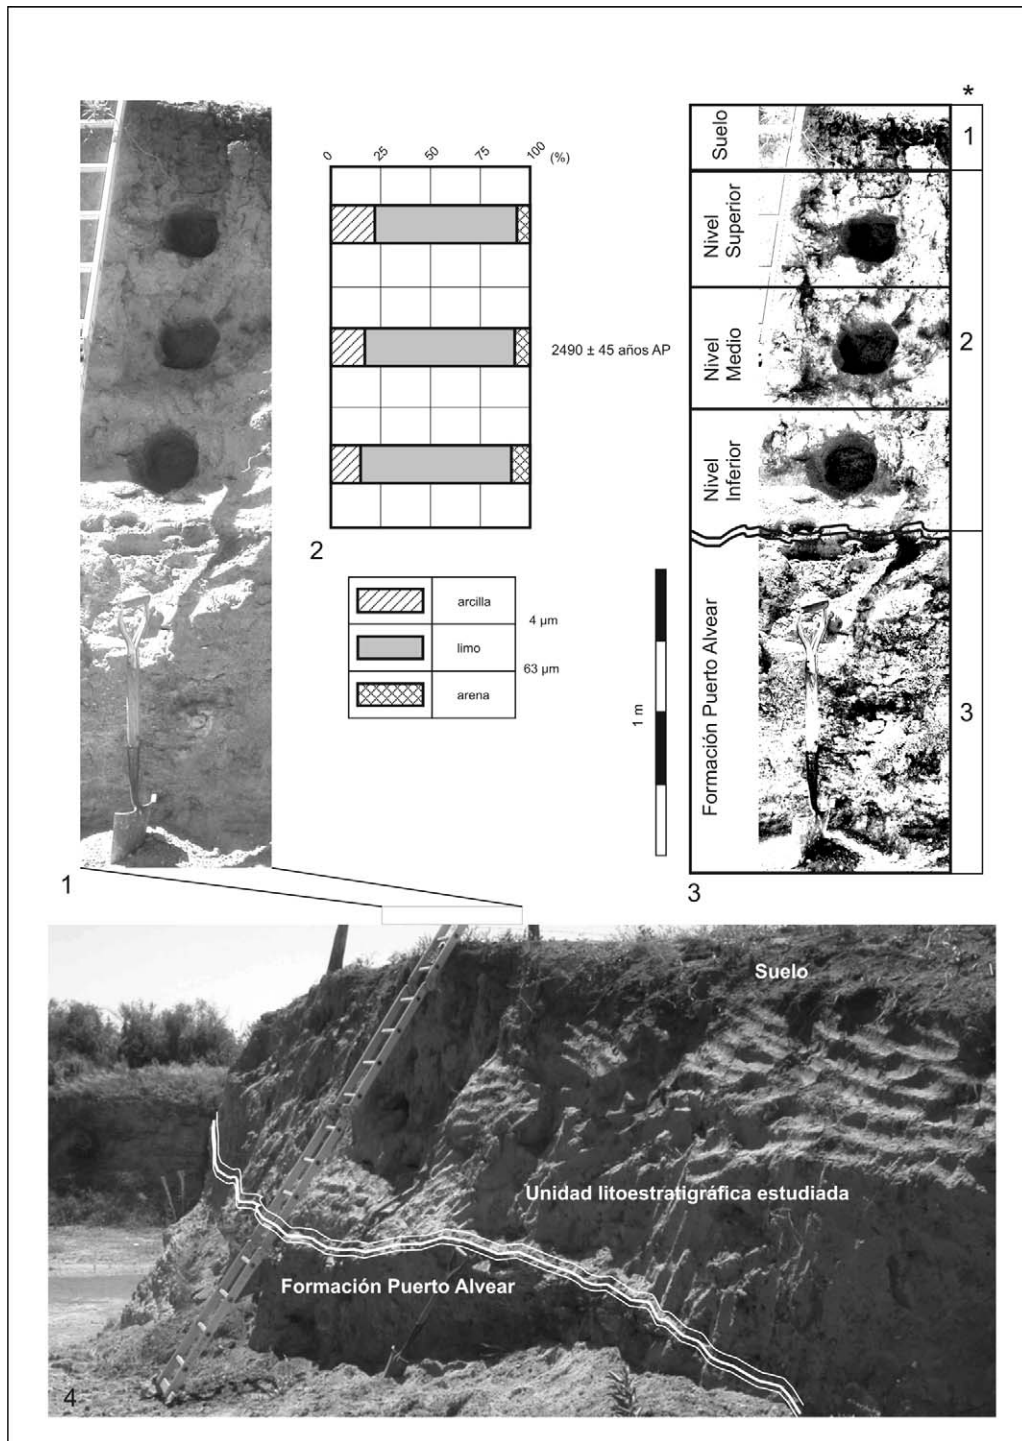 *
1
Suelo
Nivel
Superior
Nivel
Medio
2
Nivel
Inferior
Formación Puerto Alvear
3
3
0
25
50
75
100
(%)
2490 ± 45 años AP
2
arcilla
4 µm
limo
63 µm
arena
1 m
1
Suelo
Unidad litoestratigráfica estudiada
Formación Puerto Alvear
4